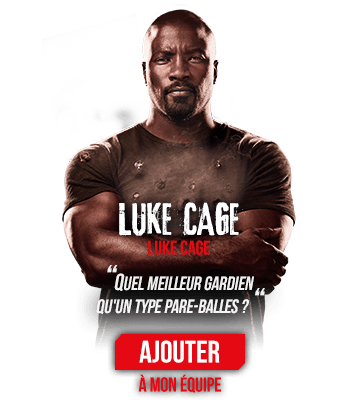 LUKE CAGE
LUKE CAGE
“QUEL MEILLEUR GARDIEN
QU'UN TYPE PARE-BALLES ? “
AJOUTER
À MON ÉQUIPE